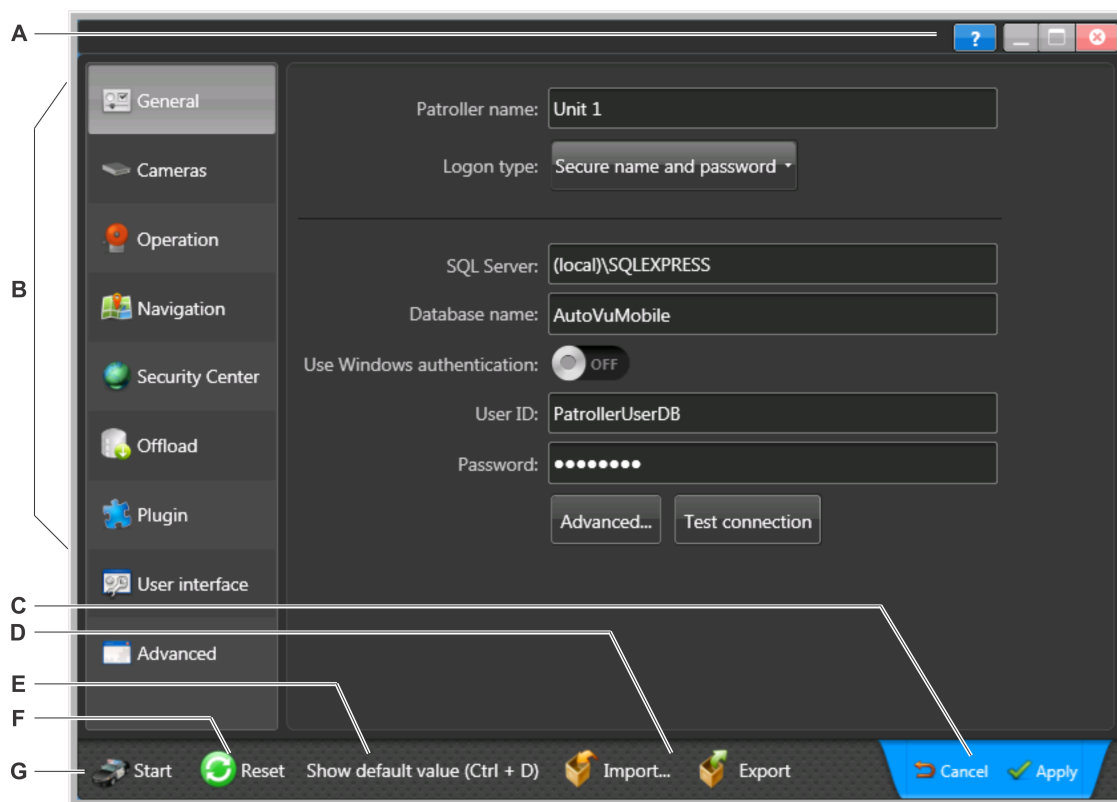 A
?
General
Patroller name: Unit 1
Cameras
Logon type: Secure name and password
Operation
SQL Server: (local)\SQLEXPRESS
B
Navigation
Database name: AutoVuMobile
Use Windows authentication: OFF
Security Center
User ID: PatrollerUserDB
Offload
Password: ●●●●●●●●
Plugin
Advanced... Test connection
User interface
C
D
Advanced
E
F
G
Start Reset Show default value (Ctrl + D) Import... Export Cancel Apply